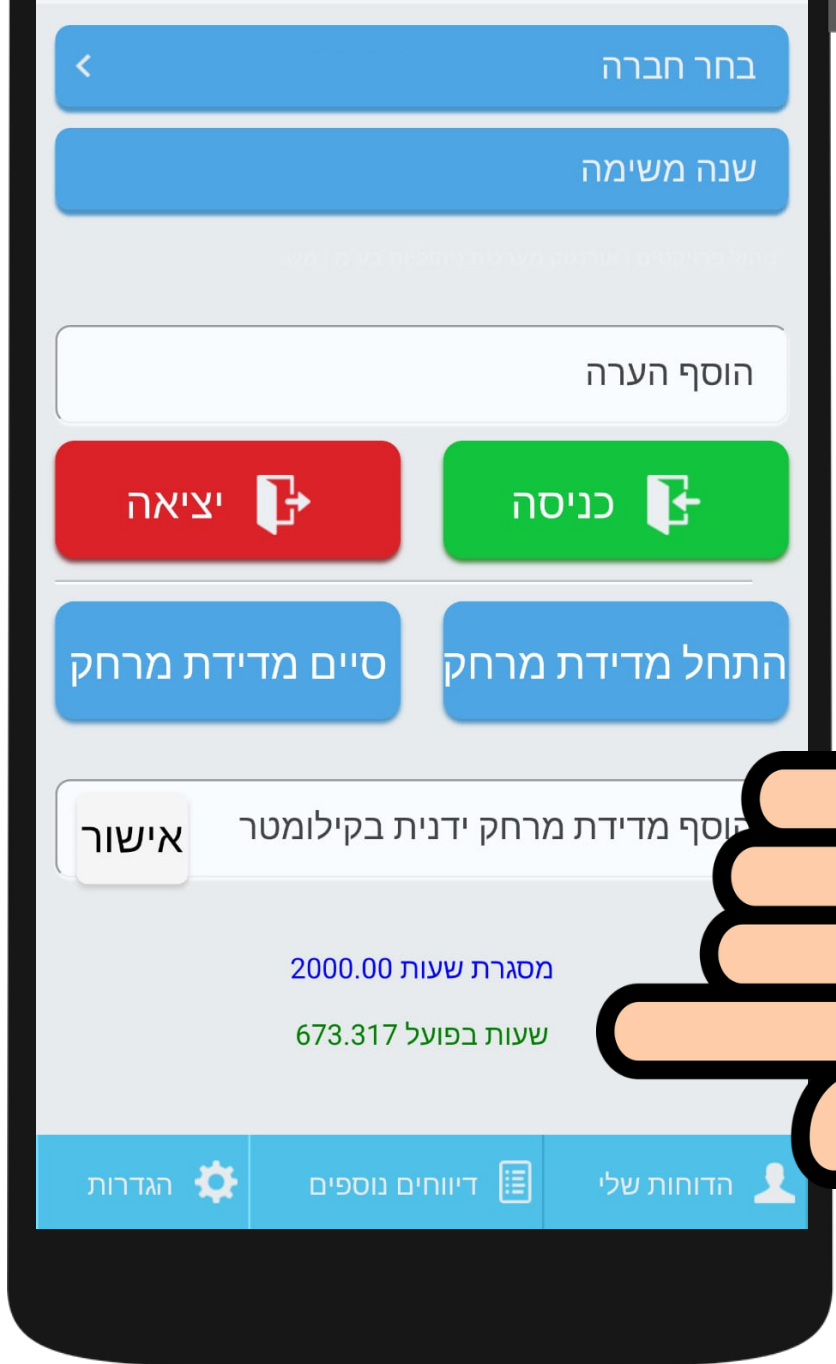 בחר חברה
שנה משימה
הוסף הערה
כניסה
יציאה
התחל מדידת מרחק
סיים מדידת מרחק
מדידת מרחק ידנית בקילומטר
אישור
מסגרת שעות 2000.00
שעות בפועל 673.317
הדוחות שלי
דיווחים נוספים
הגדרות